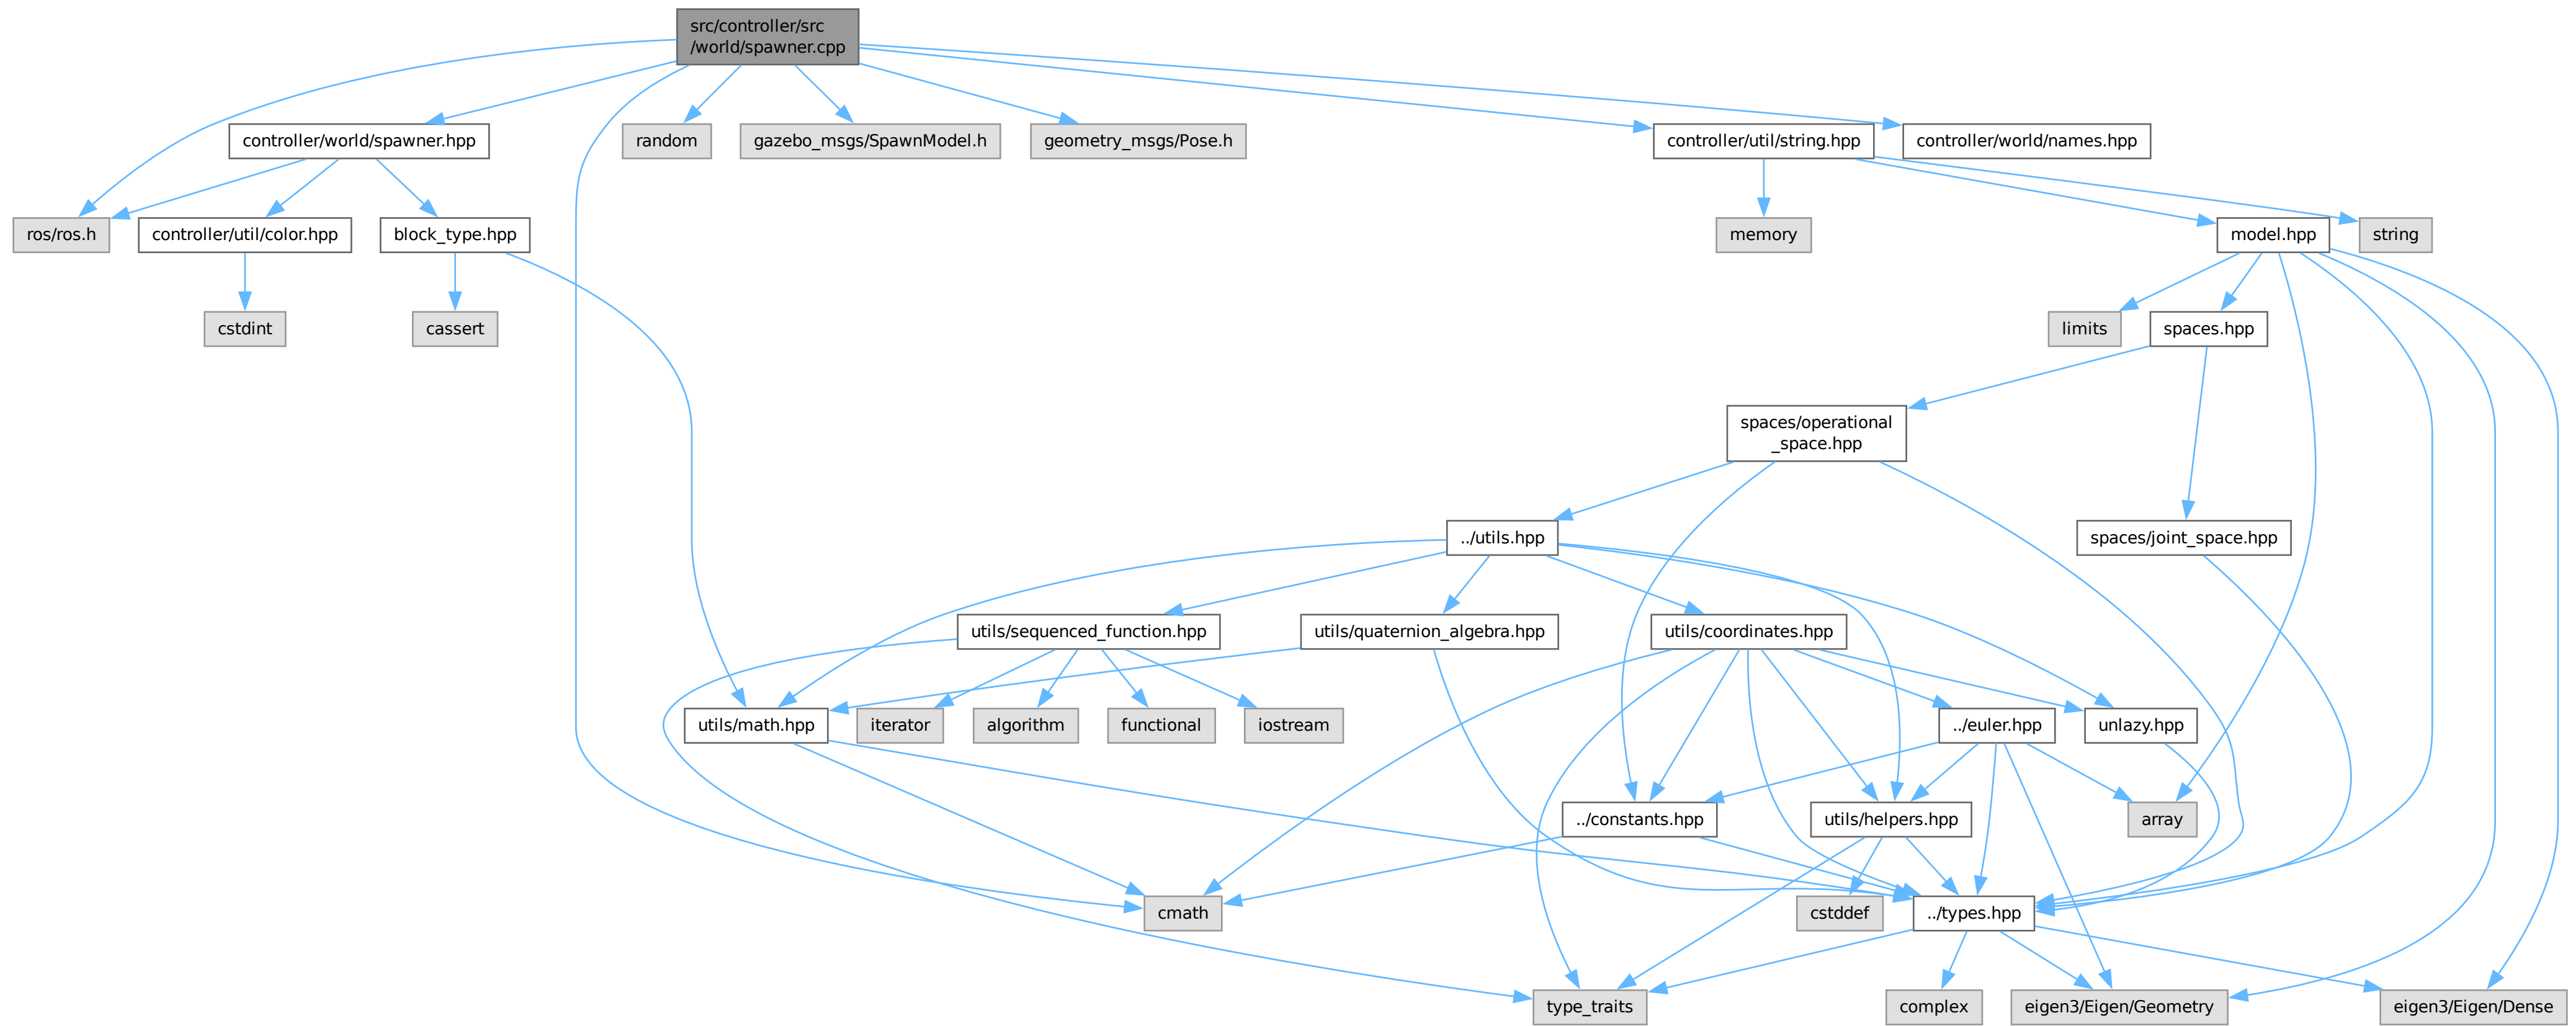 src/controller/src
/world/spawner.cpp
controller/world/spawner.hpp
random
gazebo_msgs/SpawnModel.h
geometry_msgs/Pose.h
controller/util/string.hpp
controller/world/names.hpp
ros/ros.h
controller/util/color.hpp
block_type.hpp
memory
model.hpp
string
cstdint
cassert
limits
spaces.hpp
spaces/operational
_space.hpp
../utils.hpp
spaces/joint_space.hpp
utils/sequenced_function.hpp
utils/quaternion_algebra.hpp
utils/coordinates.hpp
utils/math.hpp
iterator
algorithm
functional
iostream
../euler.hpp
unlazy.hpp
../constants.hpp
utils/helpers.hpp
array
cmath
cstddef
../types.hpp
type_traits
complex
eigen3/Eigen/Geometry
eigen3/Eigen/Dense